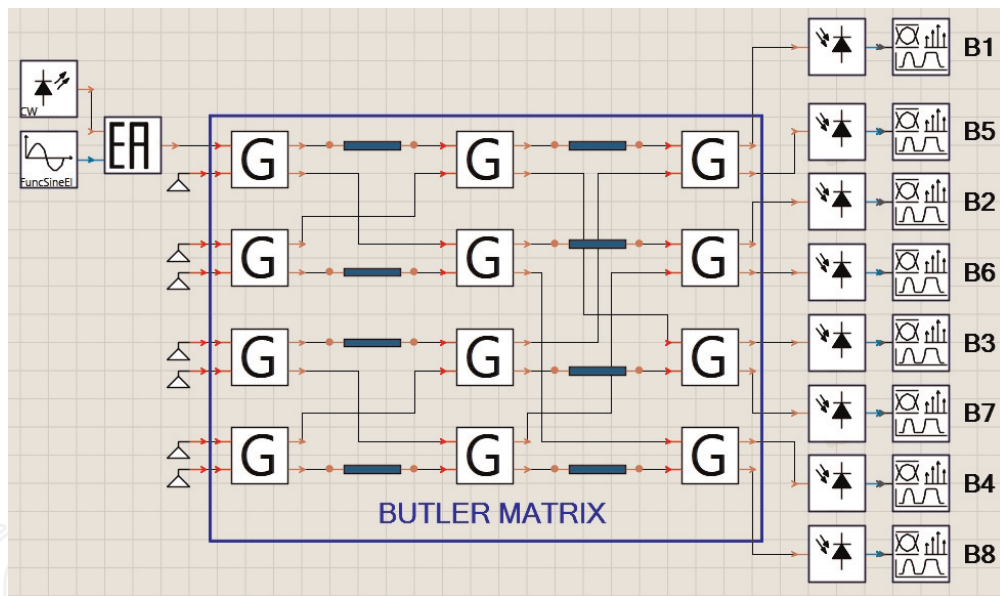 B1
CW
EA
B5
FuncSineEl
G G G
B2
G G G
B6
G G G
B3
B7
G G G
B4
BUTLER MATRIX
B8